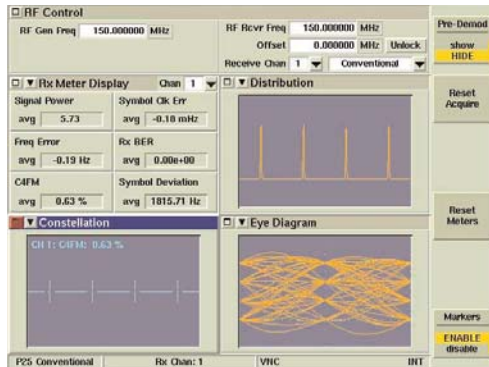 RF Control
RF Gen Freq 150.000000 MHz
RF Rcvr Freq 150.000000 MHz
Offset 0.000000 MHz Unlock
Receive Chan 1 Conventional
Rx Meter Display Chan 1
Signal Power Symbol Clk Err
avg 5.73 avg -0.18 mHz
Freq Error Rx BER
avg -0.19 Hz avg 0.00e+00
C4FM Symbol Deviation
avg 0.63 % avg 1815.71 Hz
Distribution
Constellation
CH 1: C4FM: 0.63 %
Eye Diagram
Pre-Demod
show
HIDE
Reset
Acquire
Reset
Meters
Markers
ENABLE
disable
P25 Conventional Rx Chan: 1 VNC INT